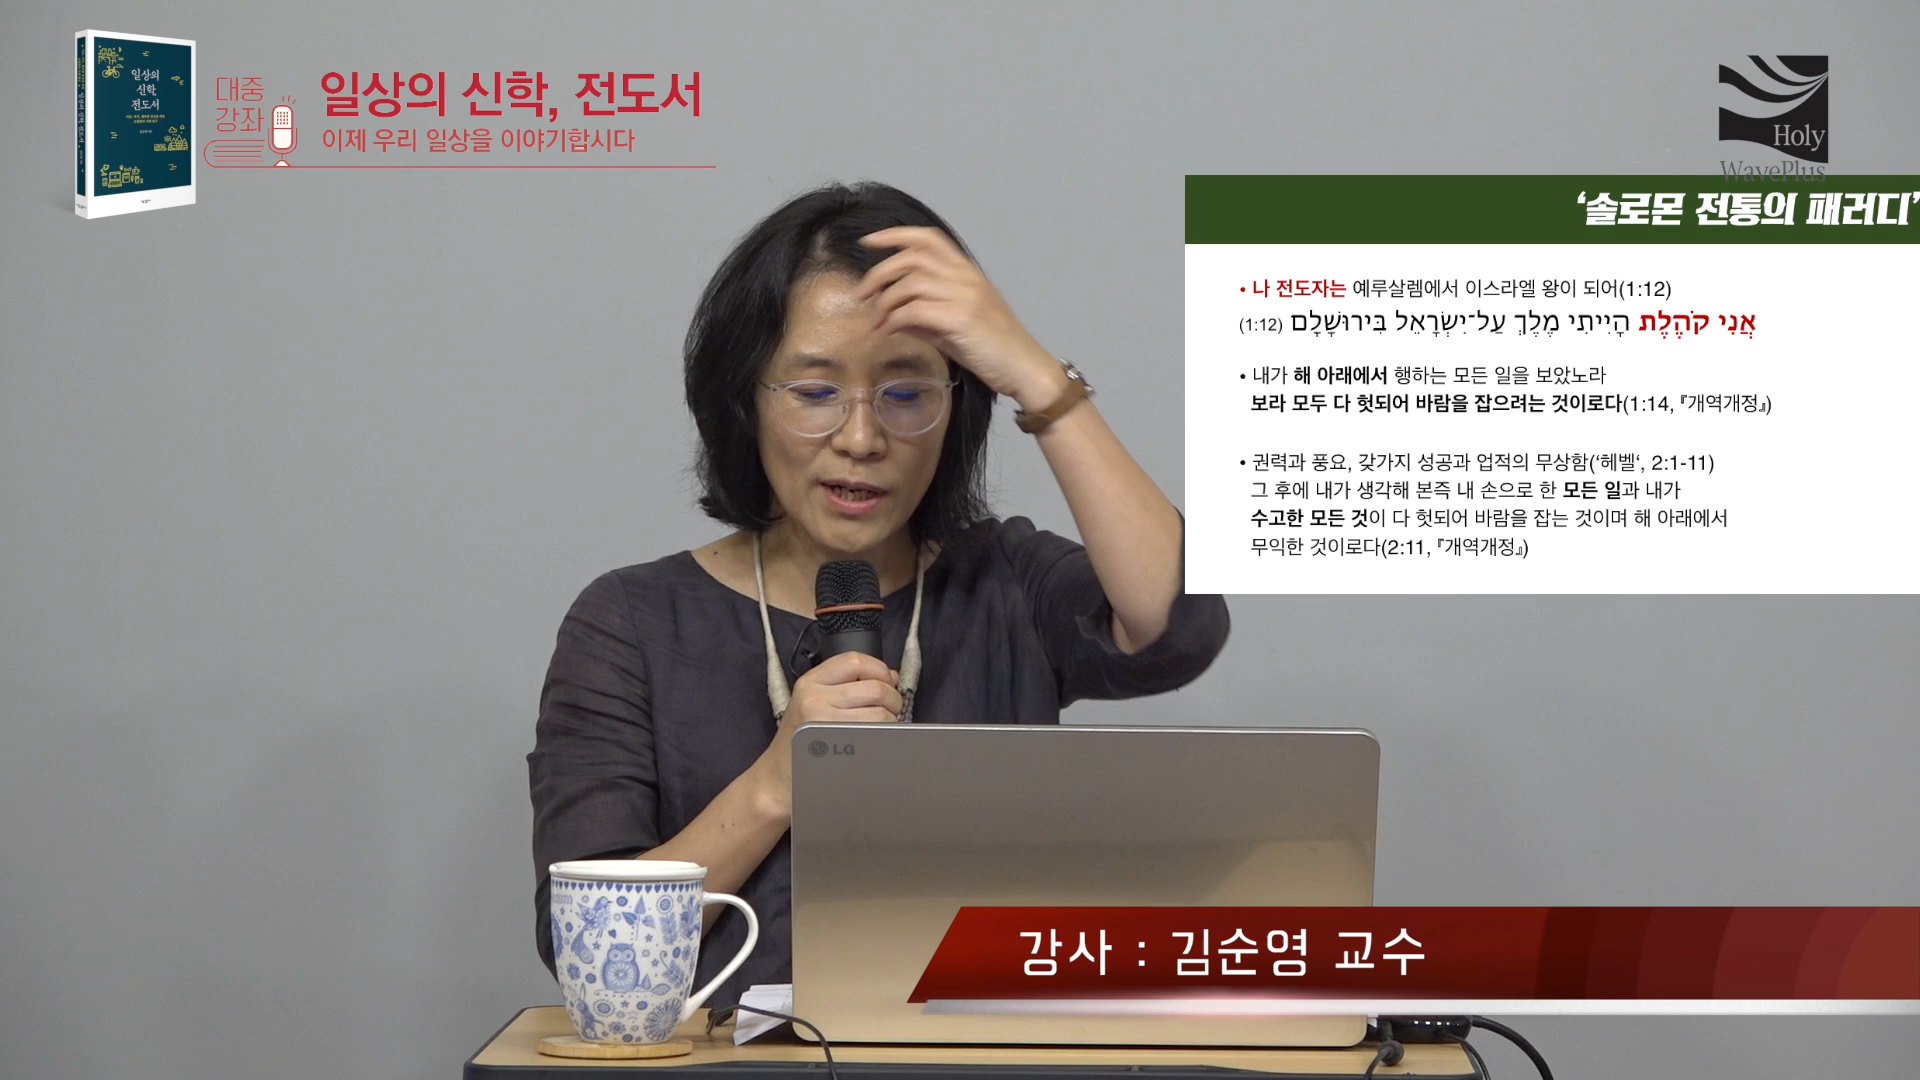 일상의
신학,
전도서
대중
강좌
일상의 신학, 전도서
이제 우리 일상을 이야기합시다
Holy
WavePlus
‘솔로몬 전통의 패러디’
• 나 전도자는 예루살렘에서 이스라엘 왕이 되어(1:12)
אֲנִי קֹהֶלֶת הָיִיתִי מֶלֶךְ עַל־יִשְׂרָאֵל בִּירוּשָׁלִָם (1:12)
• 내가 해 아래에서 행하는 모든 일을 보았노라
보라 모두 다 헛되어 바람을 잡으려는 것이로다(1:14, 『개역개정』)
• 권력과 풍요, 갖가지 성공과 업적의 무상함(‘헤벨‘, 2:1-11)
그 후에 내가 생각해 본즉 내 손으로 한 모든 일과 내가
수고한 모든 것이 다 헛되어 바람을 잡는 것이며 해 아래에서
무익한 것이로다(2:11, 『개역개정』)
LG
강사 : 김순영 교수